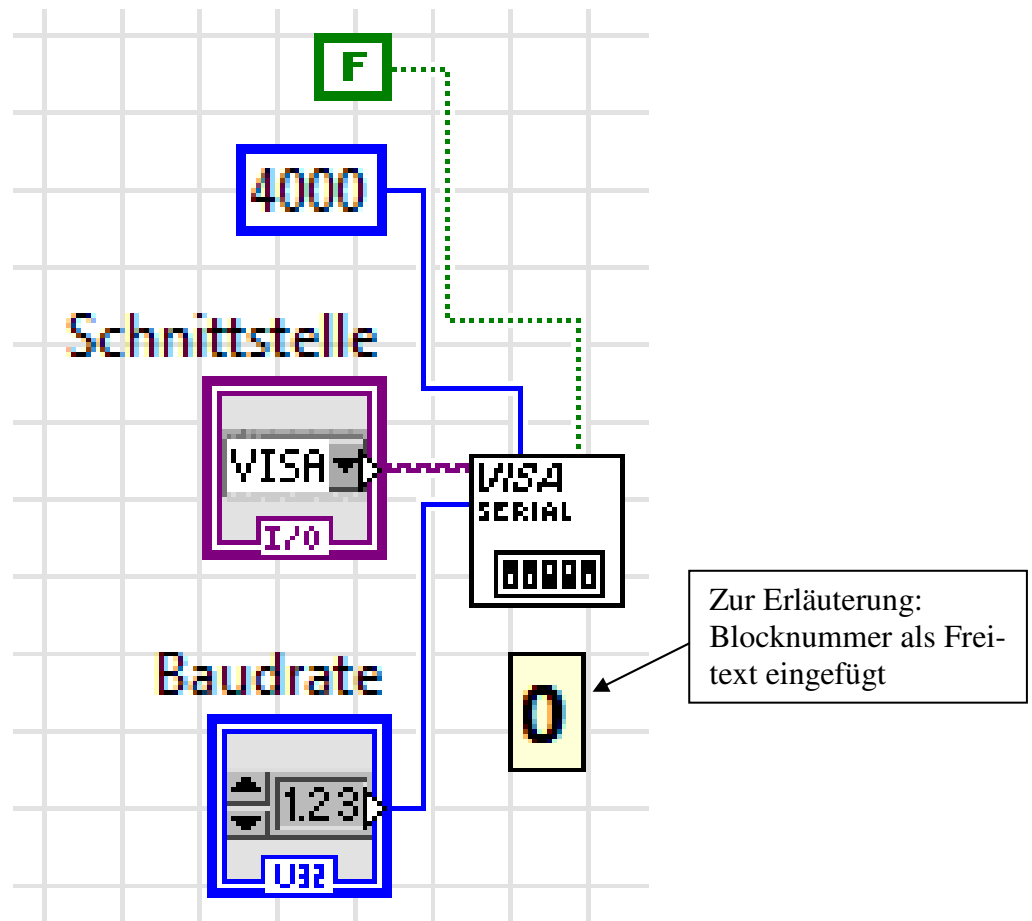 F
4000
Schnittstelle
VISA
I/O
VISA
SERIAL
Baudrate
1.23
U32
0
Zur Erläuterung:
Blocknummer als Frei-
text eingefügt